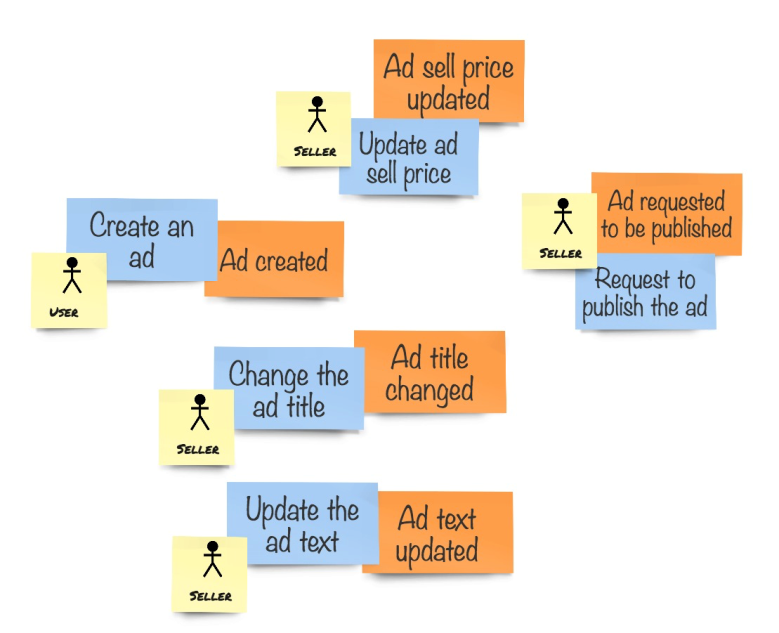 Ad sell price
updated
SELLER
Update ad
sell price
Ad requested
to be published
SELLER
Request to
publish the ad
Create an
ad
Ad created
USER
Ad title
changed
Change the
ad title
SELLER
Update the
ad text
Ad text
updated
SELLER